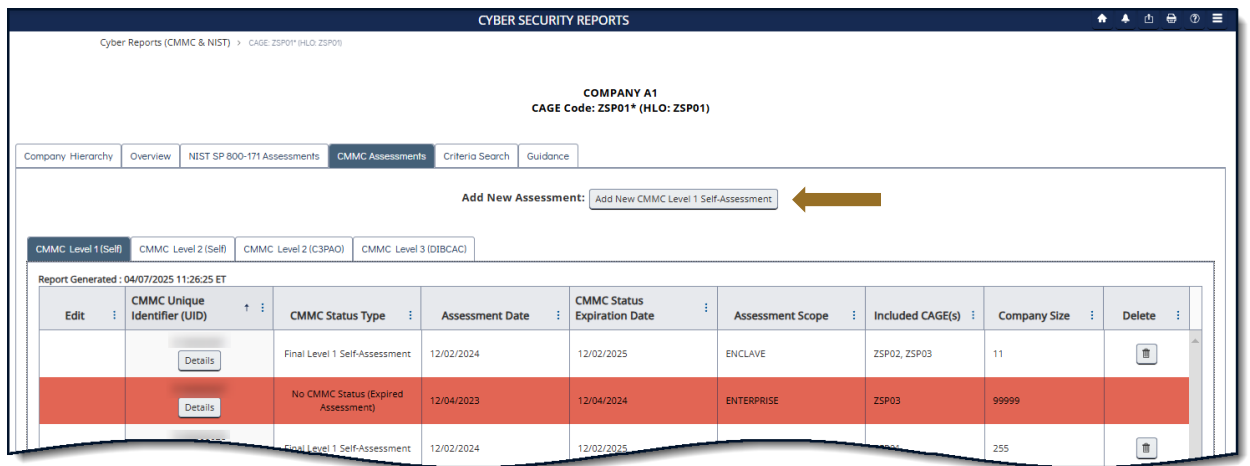 CYBER SECURITY REPORTS
Cyber Reports (CMMC & NIST) > CAGE: ZSP01* (HLO: ZSP01)
COMPANY A1
CAGE Code: ZSP01* (HLO: ZSP01)
Company Hierarchy Overview NIST SP 800-171 Assessments CMMC Assessments Criteria Search Guidance
Add New Assessment: Add New CMMC Level 1 Self-Assessment
CMMC Level 1 (Self) CMMC Level 2 (Self) CMMC Level 2 (C3PAO) CMMC Level 3 (DIBCAC)
Report Generated : 04/07/2025 11:26:25 ET
Edit CMMC Unique Identifier (UID) CMMC Status Type Assessment Date CMMC Status Expiration Date Assessment Scope Included CAGE(s) Company Size Delete
Details Final Level 1 Self-Assessment 12/02/2024 12/02/2025 ENCLAVE ZSP02, ZSP03 11
Details No CMMC Status (Expired Assessment) 12/04/2023 12/04/2024 ENTERPRISE ZSP03 99999
Final Level 1 Self-Assessment 12/02/2024 12/02/2025 255